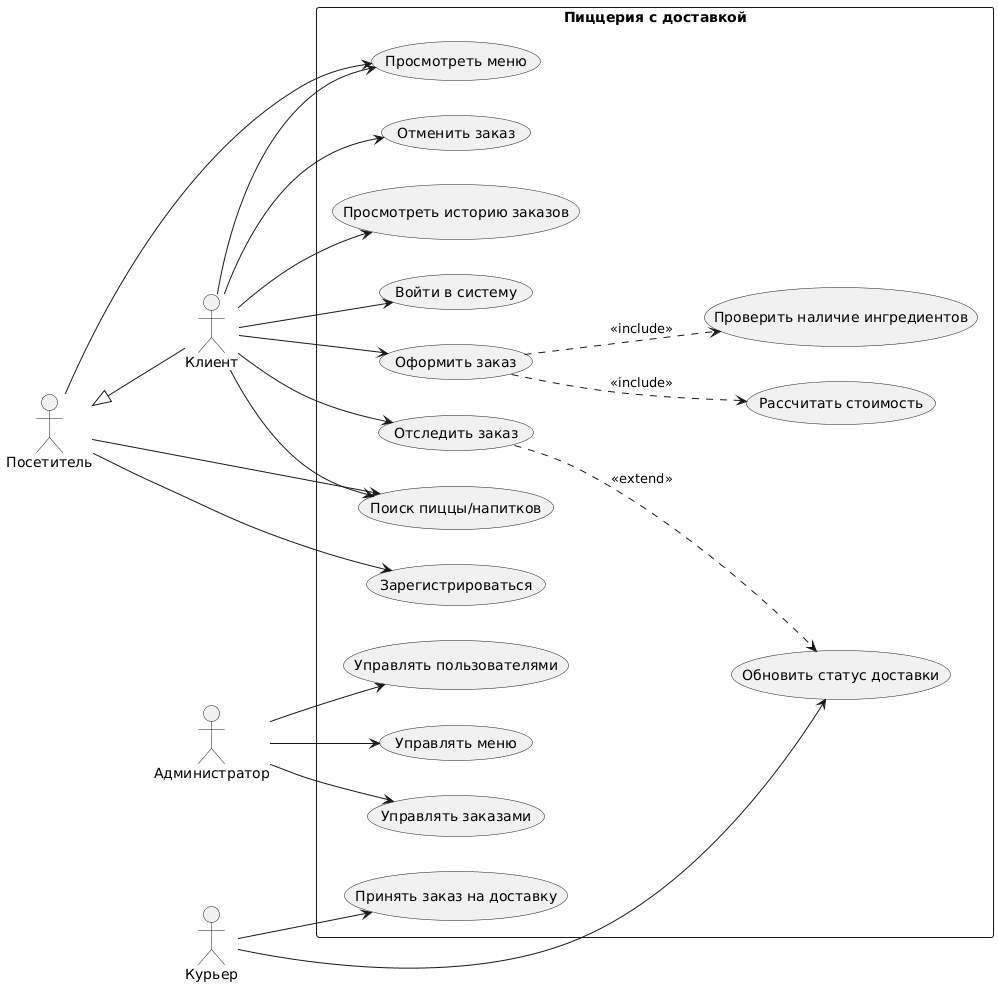 Пиццерия с доставкой
Просмотреть меню
Отменить заказ
Просмотреть историю заказов
Войти в систему
Проверить наличие ингредиентов
«include»
Клиент
Оформить заказ
«include»
Рассчитать стоимость
Отследить заказ
Посетитель
«extend»
Поиск пиццы/напитков
Зарегистрироваться
Управлять пользователями
Обновить статус доставки
Управлять меню
Администратор
Управлять заказами
Принять заказ на доставку
Курьер